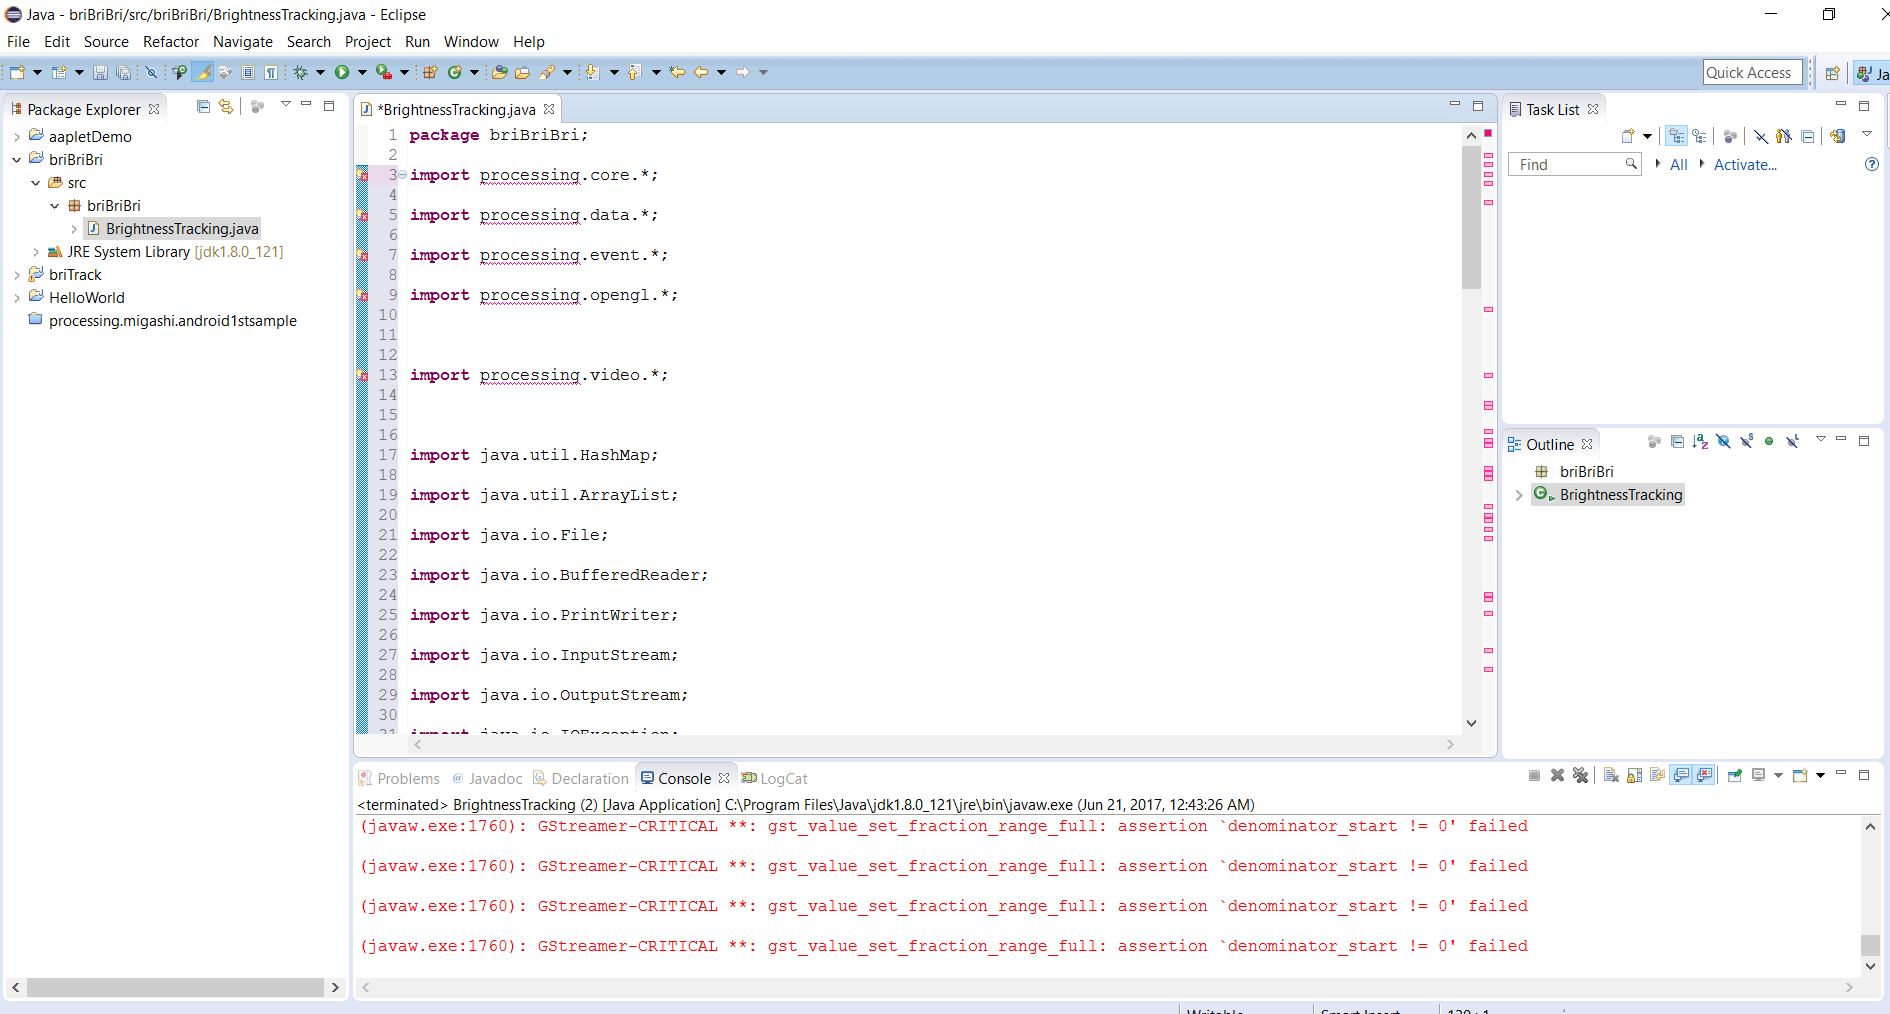 Java - briBriBri/src/briBriBri/BrightnessTracking.java - Eclipse
File Edit Source Refactor Navigate Search Project Run Window Help
Quick Access
Ja
Package Explorer
aapletDemo
briBriBri
src
briBriBri
BrightnessTracking.java
JRE System Library [jdk1.8.0_121]
briTrack
HelloWorld
processing.migashi.android1stsample
*BrightnessTracking.java
1 package briBriBri;
2
3 import processing.core.*;
4
5 import processing.data.*;
6
7 import processing.event.*;
8
9 import processing.opengl.*;
10
11
12
13 import processing.video.*;
14
15
16
17 import java.util.HashMap;
18
19 import java.util.ArrayList;
20
21 import java.io.File;
22
23 import java.io.BufferedReader;
24
25 import java.io.PrintWriter;
26
27 import java.io.InputStream;
28
29 import java.io.OutputStream;
30
31 import java.io.IOException;
Task List
Find All Activate...
Outline
briBriBri
BrightnessTracking
Problems @ Javadoc Declaration Console LogCat
<terminated> BrightnessTracking (2) [Java Application] C:\Program Files\Java\jdk1.8.0_121\jre\bin\javaw.exe (Jun 21, 2017, 12:43:26 AM)
(javaw.exe:1760): GStreamer-CRITICAL **: gst_value_set_fraction_range_full: assertion `denominator_start != 0' failed
(javaw.exe:1760): GStreamer-CRITICAL **: gst_value_set_fraction_range_full: assertion `denominator_start != 0' failed
(javaw.exe:1760): GStreamer-CRITICAL **: gst_value_set_fraction_range_full: assertion `denominator_start != 0' failed
(javaw.exe:1760): GStreamer-CRITICAL **: gst_value_set_fraction_range_full: assertion `denominator_start != 0' failed
Writable Smart Insert